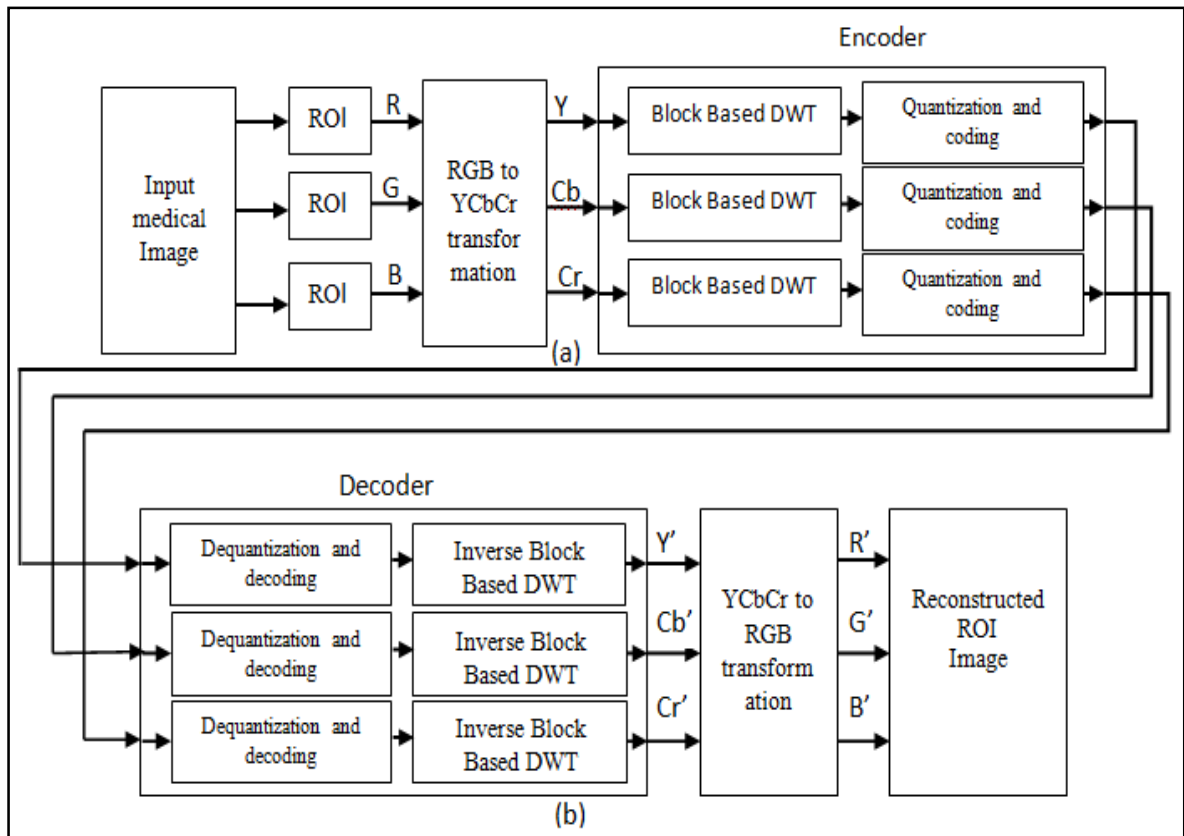 Encoder
Input
medical
Image
ROI
R
ROI
G
ROI
B
RGB to
YCbCr
transfor
mation
Y
Cb
Cr
Block Based DWT
Quantization and
coding
Block Based DWT
Quantization and
coding
Block Based DWT
Quantization and
coding
(a)
Decoder
Dequantization and
decoding
Inverse Block
Based DWT
Dequantization and
decoding
Inverse Block
Based DWT
Dequantization and
decoding
Inverse Block
Based DWT
Y’
Cb’
Cr’
YCbCr to
RGB
transform
ation
R’
G’
B’
Reconstructed
ROI
Image
(b)